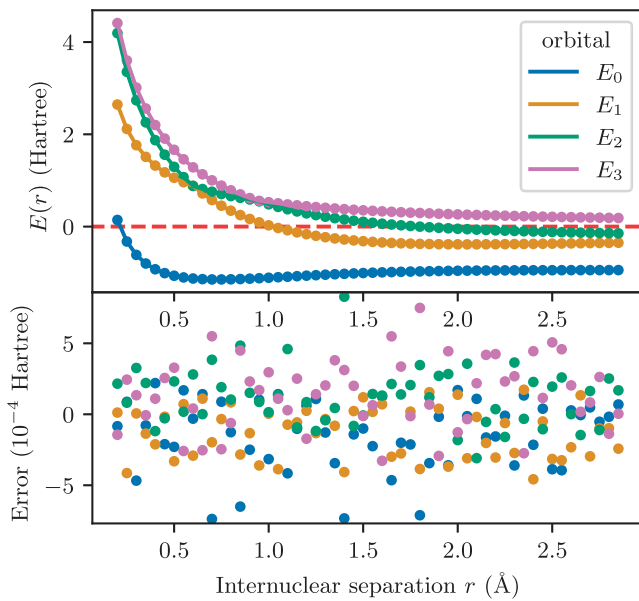 orbital
E₀
E₁
E₂
E₃
E(r) (Hartree)
4
2
0
0.5 1.0 1.5 2.0 2.5
Error (10⁻⁴ Hartree)
5
0
−5
0.5 1.0 1.5 2.0 2.5
Internuclear separation r (Å)